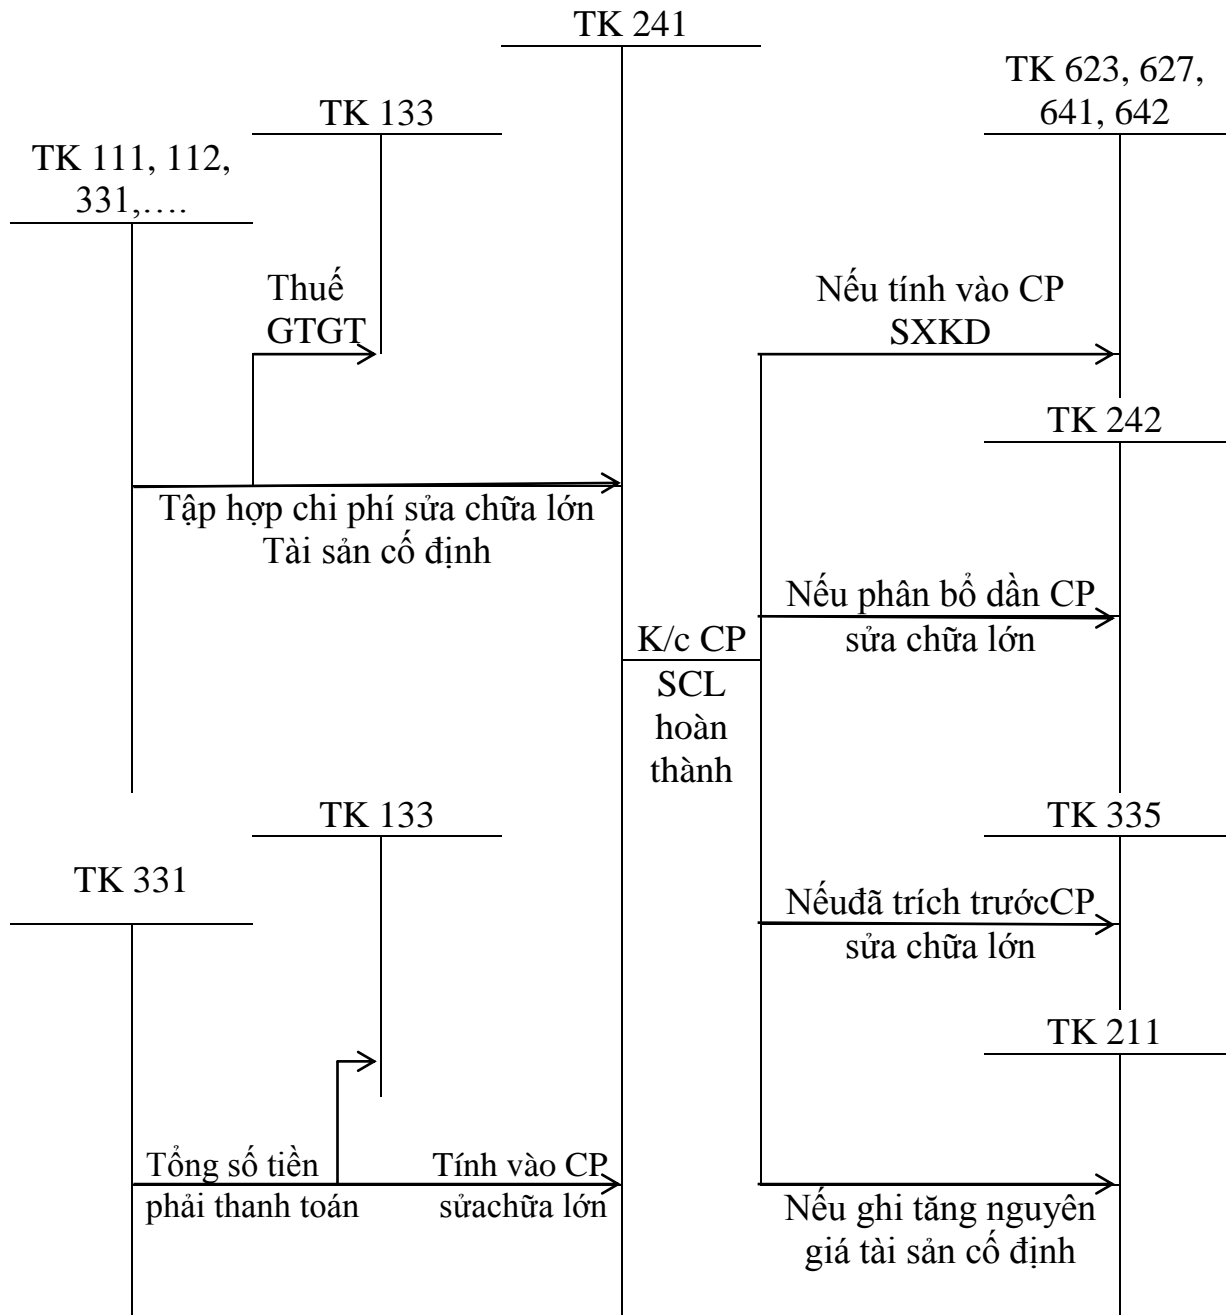 TK 241
TK 623, 627,
641, 642
TK 133
TK 111, 112,
331,....
Thuế
GTGT
Nếu tính vào CP
SXKD
TK 242
Tập hợp chi phí sửa chữa lớn
Tài sản cố định
Nếu phân bổ dần CP
sửa chữa lớn
K/c CP
SCL
hoàn
thành
TK 133
TK 335
TK 331
Nếuđã trích trướcCP
sửa chữa lớn
TK 211
Tổng số tiền
phải thanh toán
Tính vào CP
sửachữa lớn
Nếu ghi tăng nguyên
giá tài sản cố định